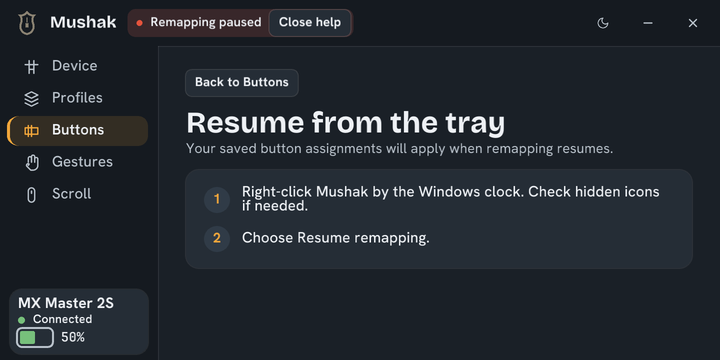 Mushak
Remapping paused
Close help
Device
Profiles
Buttons
Gestures
Scroll
MX Master 2S
Connected
50%
Back to Buttons
Resume from the tray
Your saved button assignments will apply when remapping resumes.
1
Right-click Mushak by the Windows clock. Check hidden icons
if needed.
2
Choose Resume remapping.